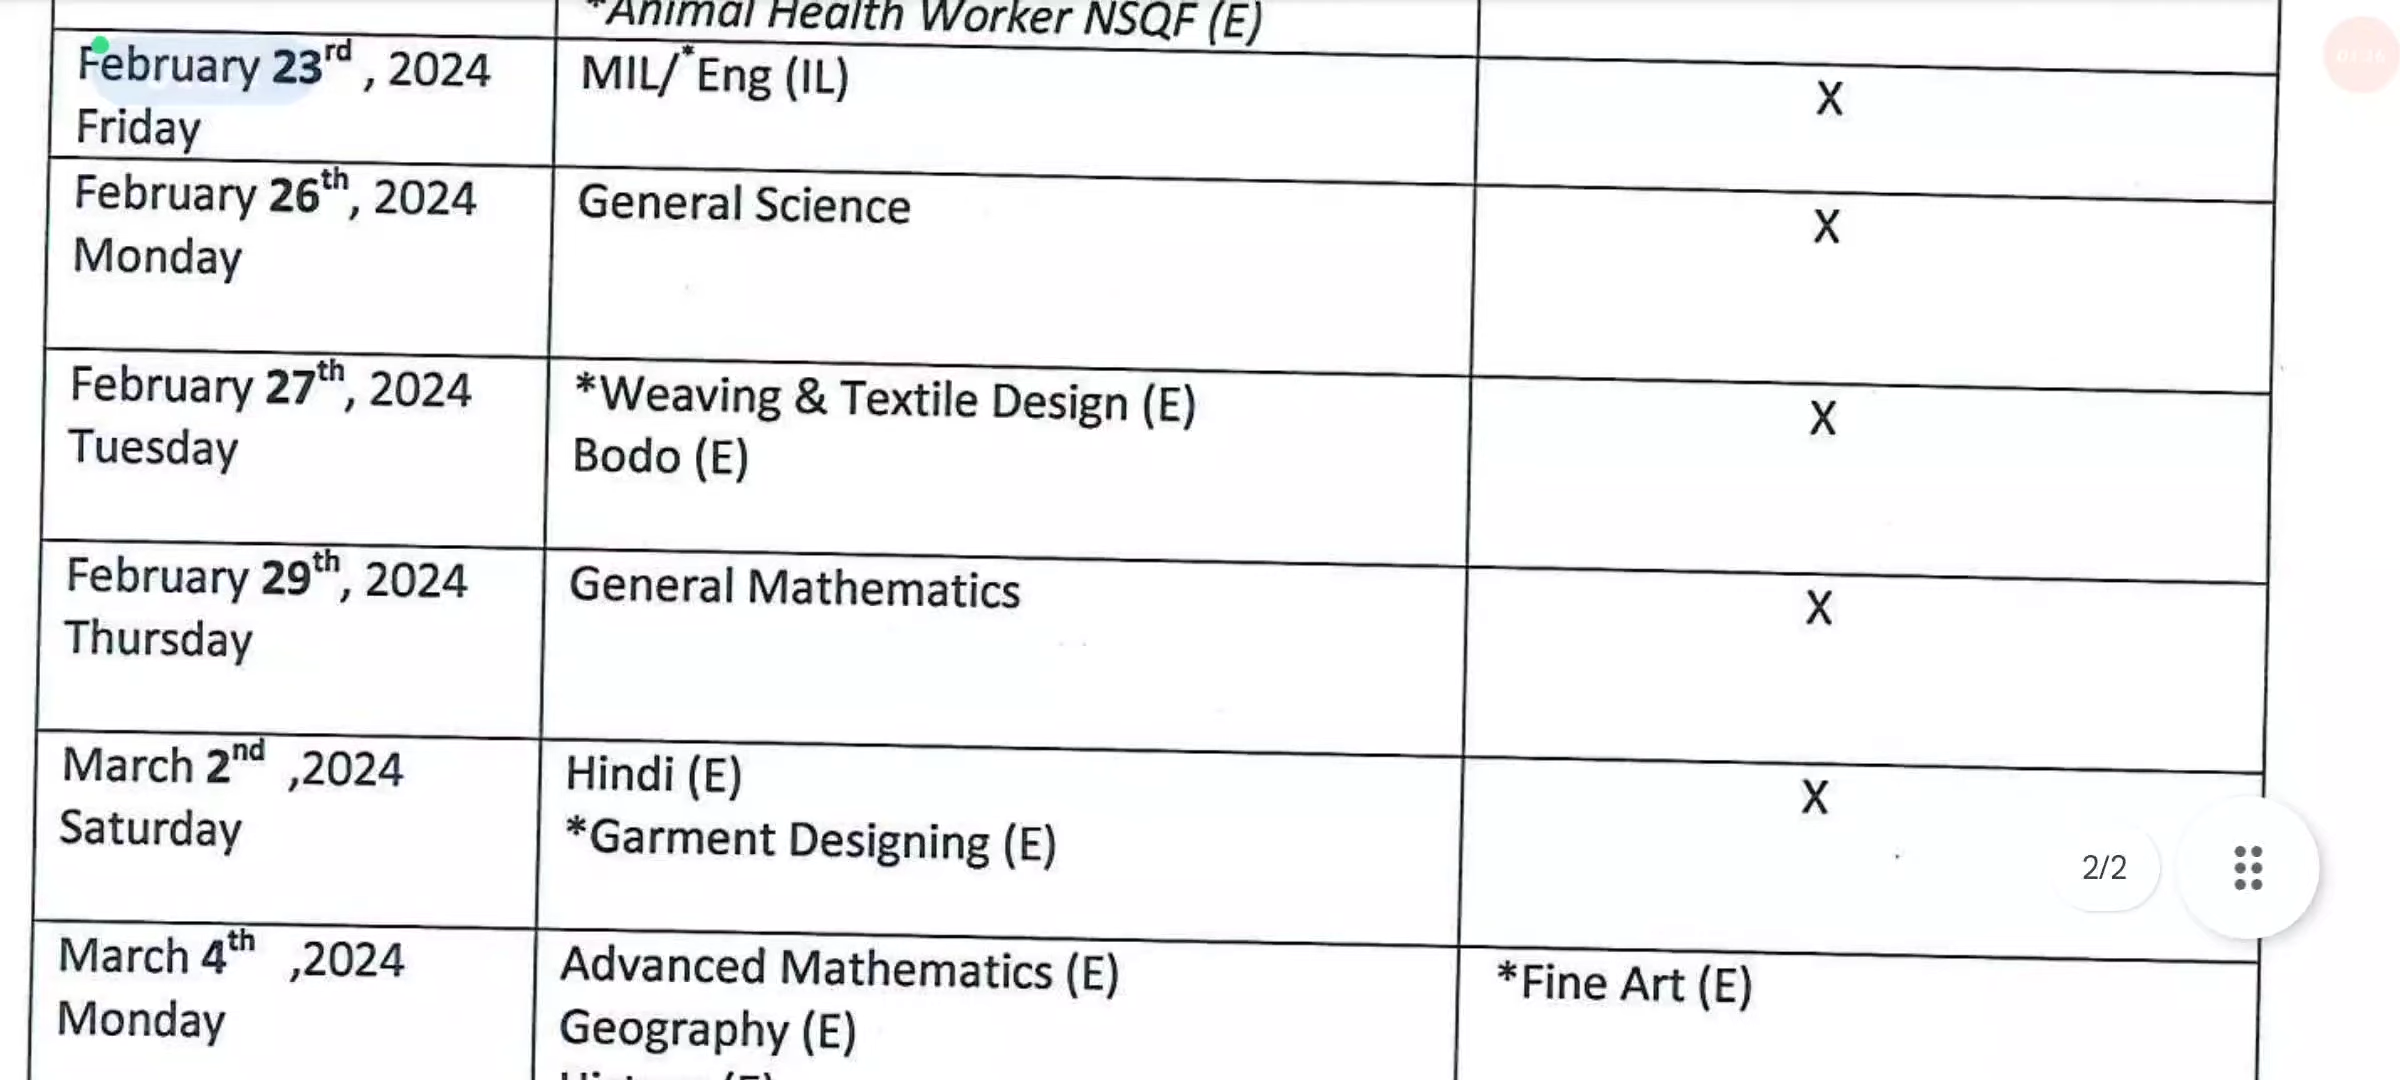 *Animal Health Worker NSQF (E)
February 23rd , 2024
Friday
MIL/*Eng (IL)
X
February 26th, 2024
Monday
General Science
X
February 27th, 2024
Tuesday
*Weaving & Textile Design (E)
Bodo (E)
X
February 29th, 2024
Thursday
General Mathematics
X
March 2nd ,2024
Saturday
Hindi (E)
*Garment Designing (E)
X
2/2
March 4th ,2024
Monday
Advanced Mathematics (E)
Geography (E)
*Fine Art (E)